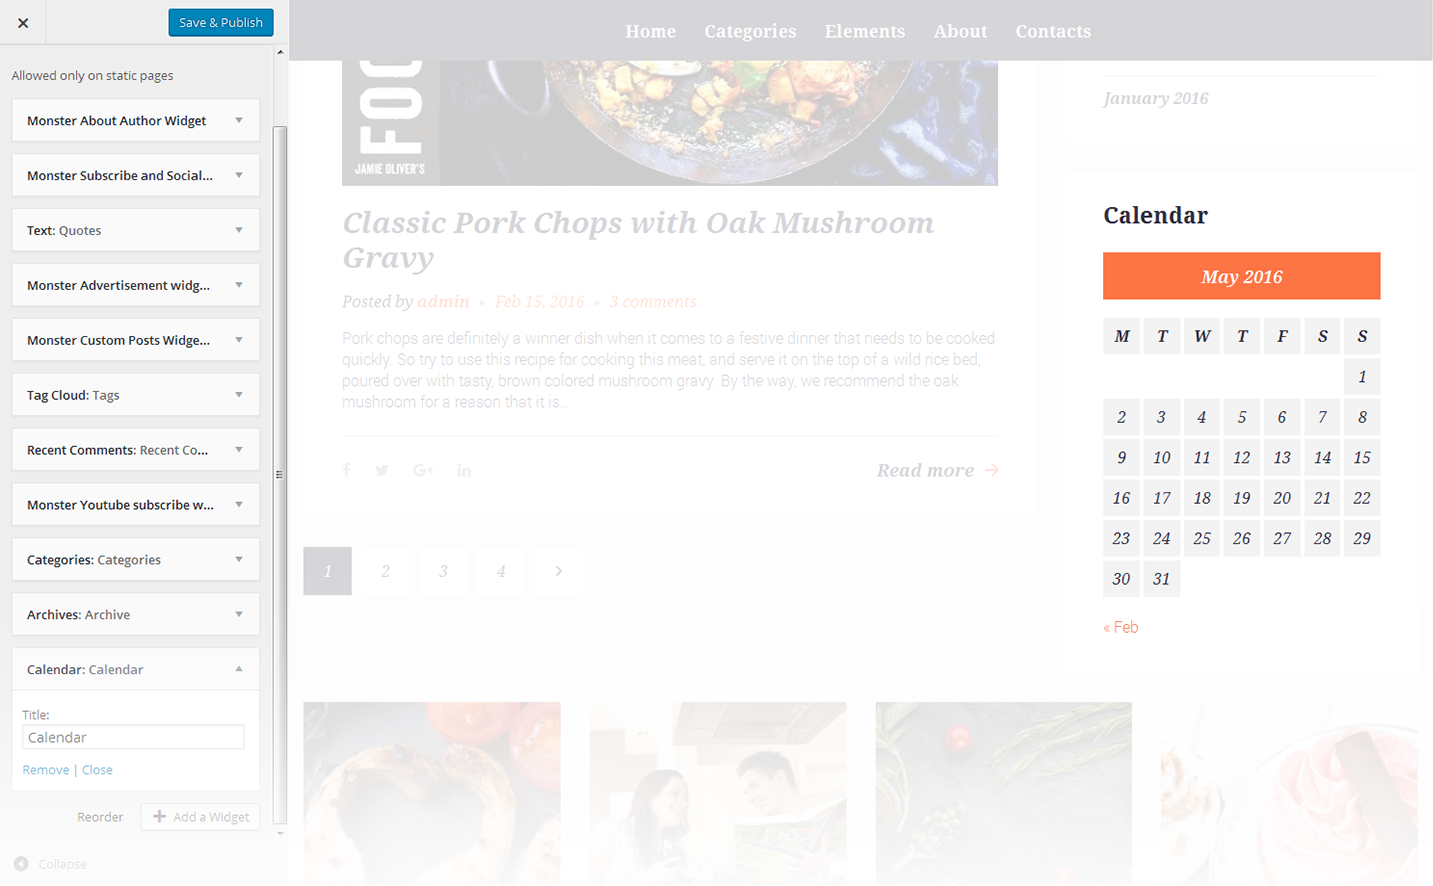 Save & Publish
Allowed only on static pages
Monster About Author Widget
Monster Subscribe and Social...
Text: Quotes
Monster Advertisement widg...
Monster Custom Posts Widge...
Tag Cloud: Tags
Recent Comments: Recent Co...
Monster Youtube subscribe w...
Categories: Categories
Archives: Archive
Calendar: Calendar
Title:
Calendar
Remove | Close
Reorder
Add a Widget
Collapse
Home Categories Elements About Contacts
FOO
JAMIE OLIVER'S
Classic Pork Chops with Oak Mushroom
Gravy
Posted by admin • Feb 15, 2016 • 3 comments
Pork chops are definitely a winner dish when it comes to a festive dinner that needs to be cooked
quickly. So try to use this recipe for cooking this meat, and serve it on the top of a wild rice bed,
poured over with tasty, brown colored mushroom gravy. By the way, we recommend the oak
mushroom for a reason that it is...
Read more
1 2 3 4
January 2016
Calendar
May 2016
M T W T F S S
1
2 3 4 5 6 7 8
9 10 11 12 13 14 15
16 17 18 19 20 21 22
23 24 25 26 27 28 29
30 31
« Feb